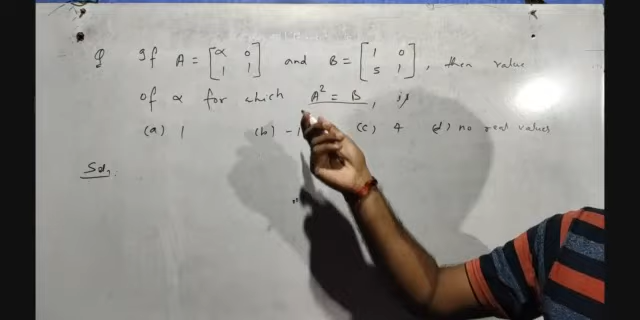 Q If A = [α 0 1 1] and B = [1 0 5 1], then value
of α for which A² = B, is
(a) 1 (b) -1 (c) 4 (d) no real values
Sol,